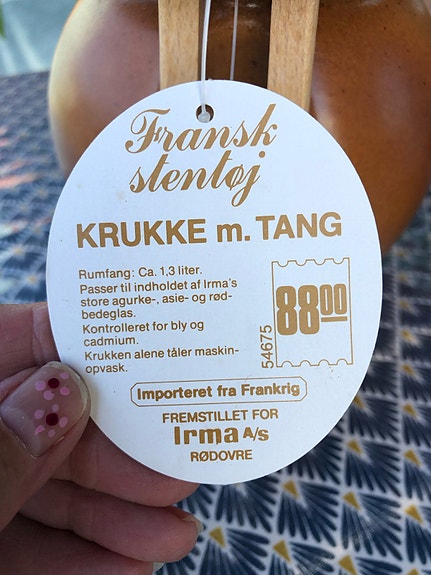 Fransk
stentøj
KRUKKE m. TANG
Rumfang: Ca. 1,3 liter.
Passer til indholdet af Irma's
store agurke-, asie- og rød-
bedeglas.
Kontrolleret for bly og
cadmium.
Krukken alene tåler maskin-
opvask.
54675
8800
Importeret fra Frankrig
FREMSTILLET FOR
Irma A/s
RØDOVRE